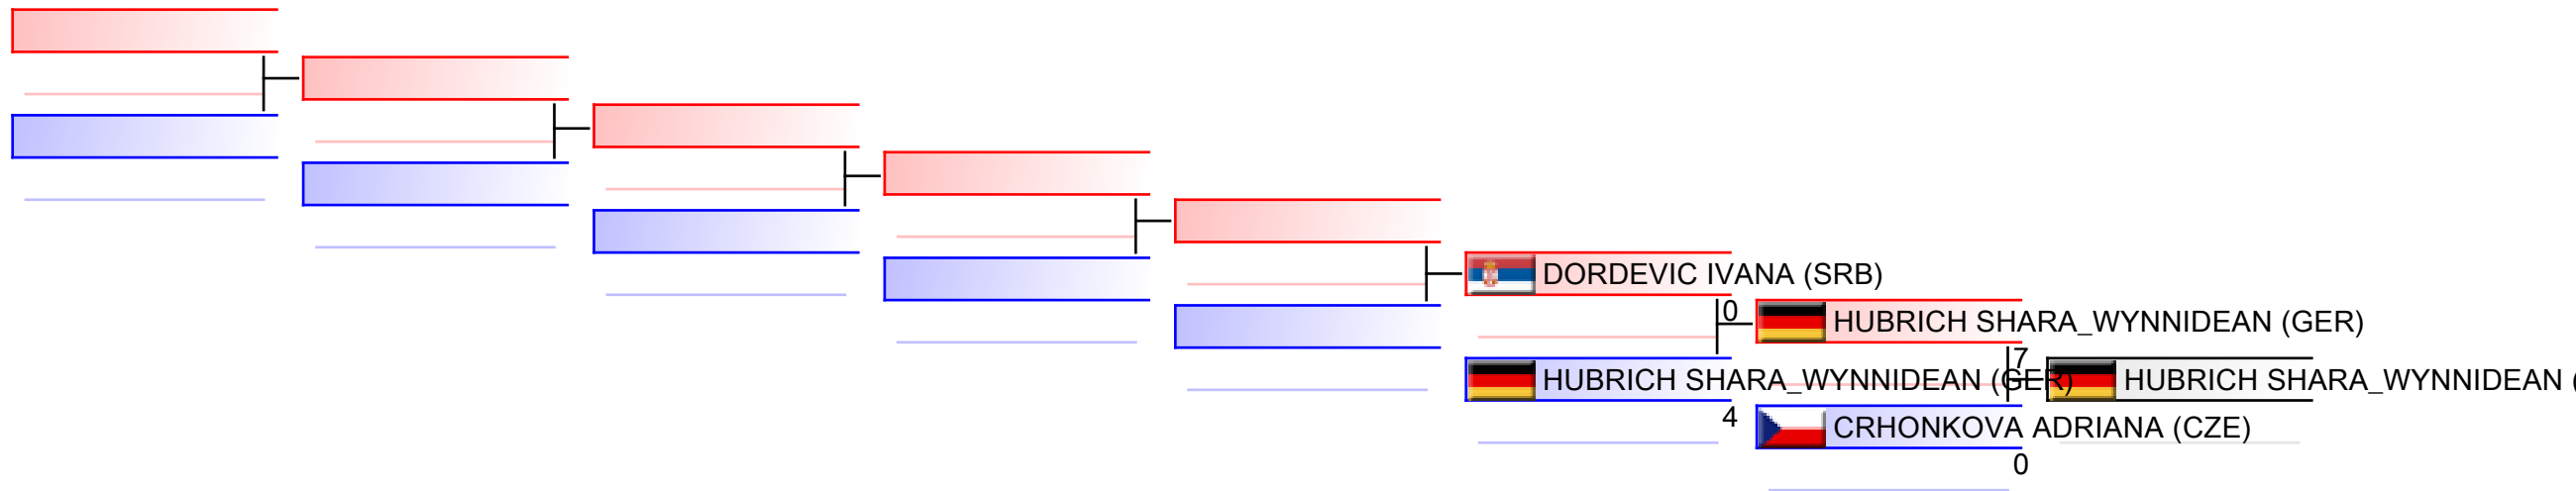 DORDEVIC IVANA (SRB)
0
HUBRICH SHARA_WYNNIDEAN (GER)
7
HUBRICH SHARA_WYNNIDEAN (GER)
HUBRICH SHARA_WYNNIDEAN (
4
CRHONKOVA ADRIANA (CZE)
0